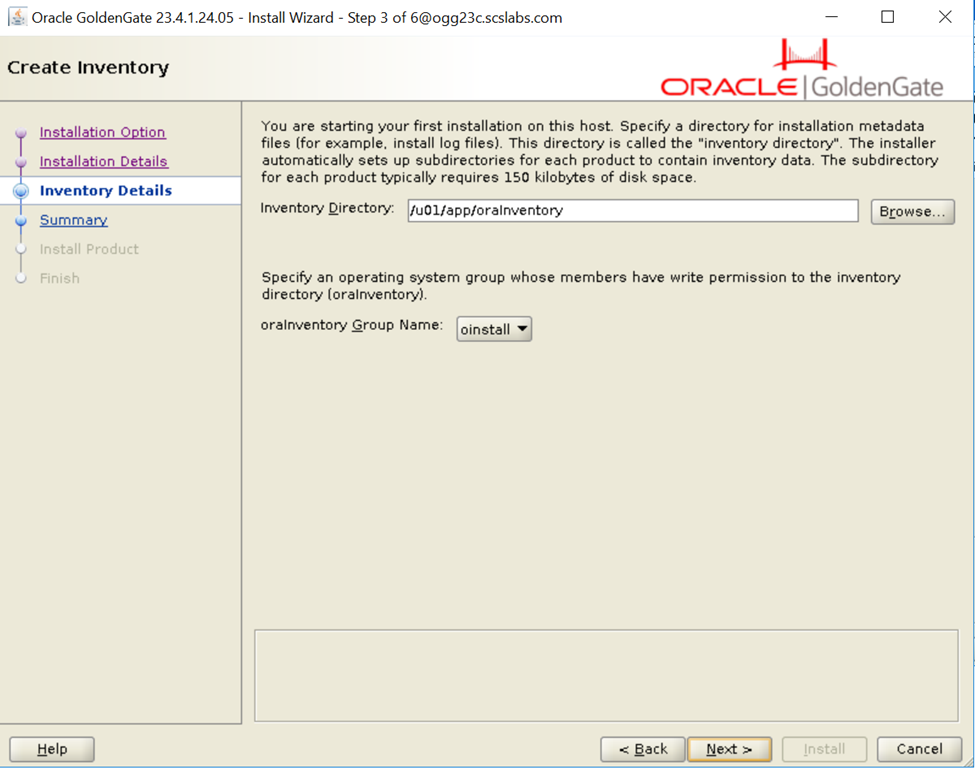 Oracle GoldenGate 23.4.1.24.05 - Install Wizard - Step 3 of 6@ogg23c.scslabs.com
Create Inventory
ORACLE | GoldenGate
Installation Option
Installation Details
Inventory Details
Summary
Install Product
Finish
You are starting your first installation on this host. Specify a directory for installation metadata
files (for example, install log files). This directory is called the "inventory directory". The installer
automatically sets up subdirectories for each product to contain inventory data. The subdirectory
for each product typically requires 150 kilobytes of disk space.
Inventory Directory: /u01/app/oraInventory Browse...
Specify an operating system group whose members have write permission to the inventory
directory (oraInventory).
oraInventory Group Name: oinstall
Help < Back Next > Install Cancel